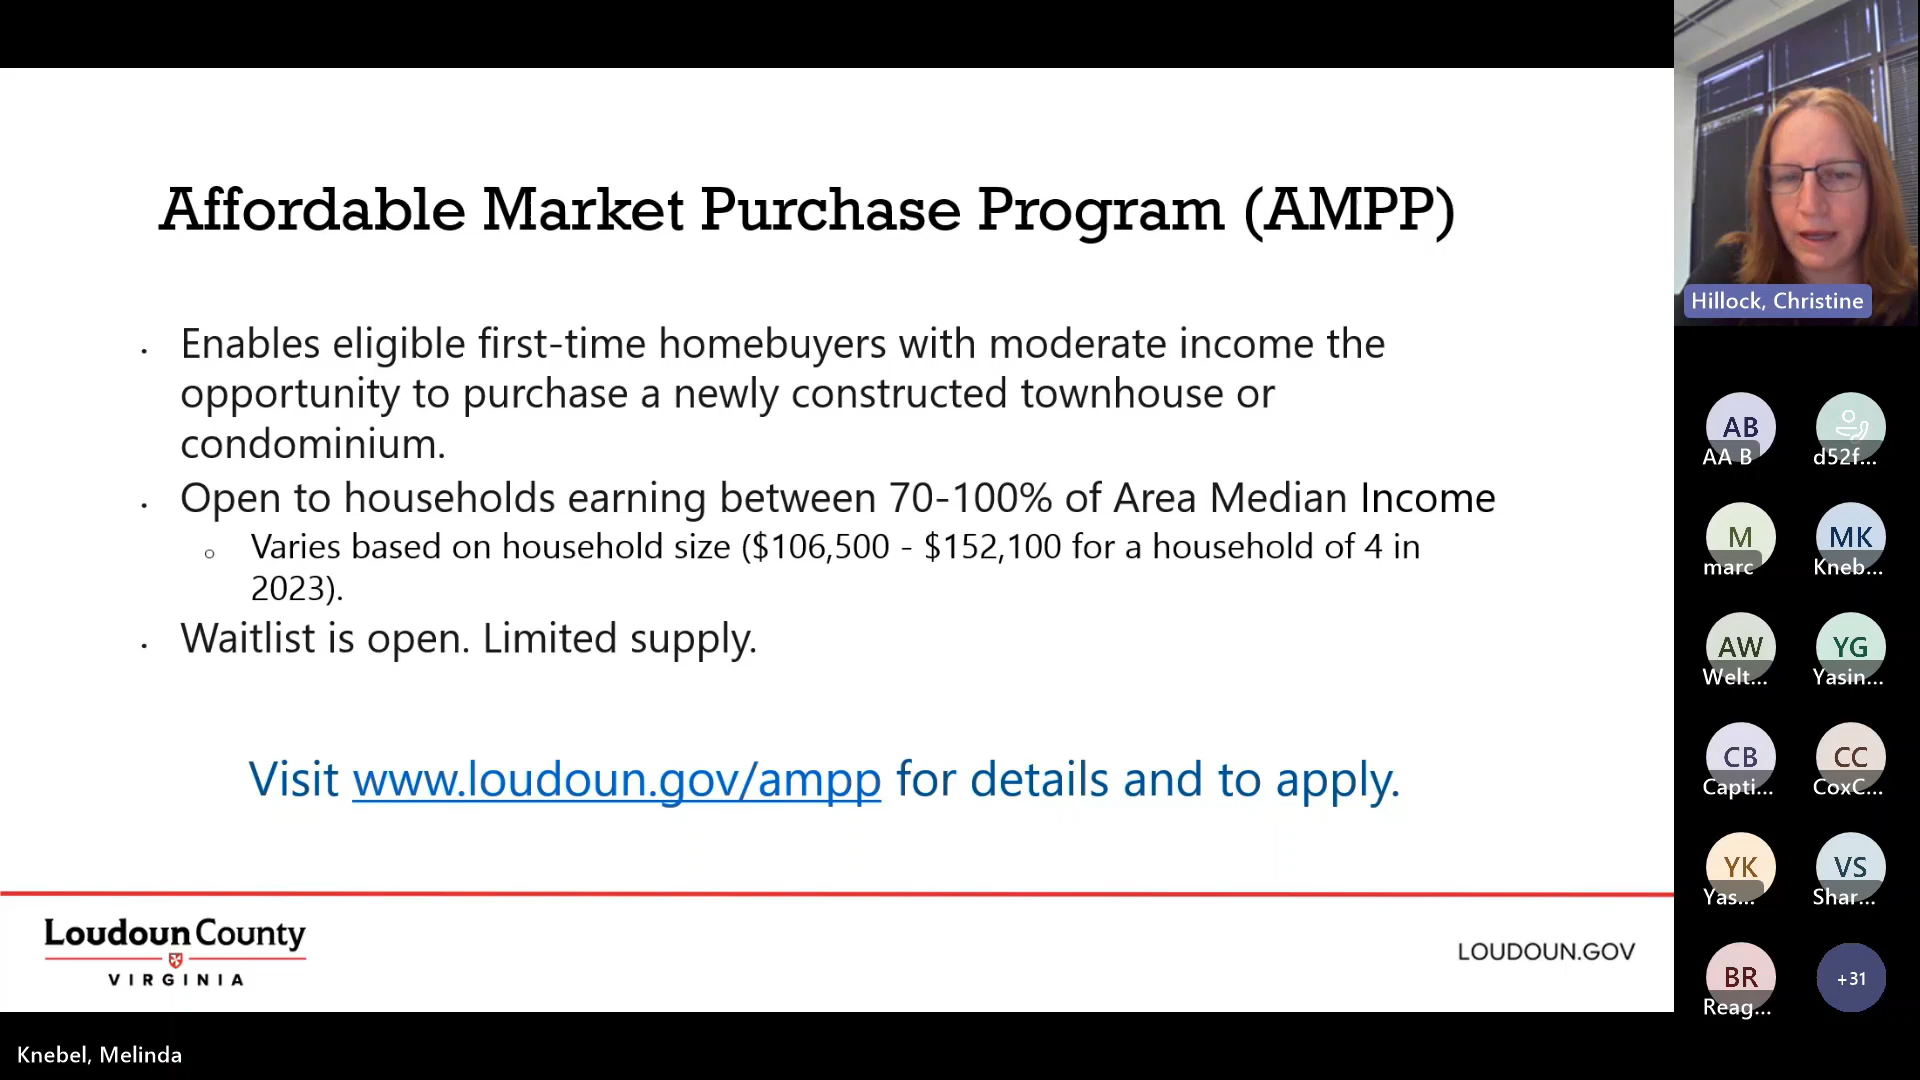 Affordable Market Purchase Program (AMPP)
• Enables eligible first-time homebuyers with moderate income the
opportunity to purchase a newly constructed townhouse or
condominium.
• Open to households earning between 70-100% of Area Median Income
○ Varies based on household size ($106,500 - $152,100 for a household of 4 in
2023).
• Waitlist is open. Limited supply.
Visit www.loudoun.gov/ampp for details and to apply.
Loudoun County
VIRGINIA
LOUDOUN.GOV
Knebel, Melinda
Hillock, Christine
AB
AA B
d52f...
M
marc
MK
Kneb...
AW
Welt...
YG
Yasin...
CB
Capti...
CC
CoxC...
YK
Yas...
VS
Shar...
BR
Reag...
+31